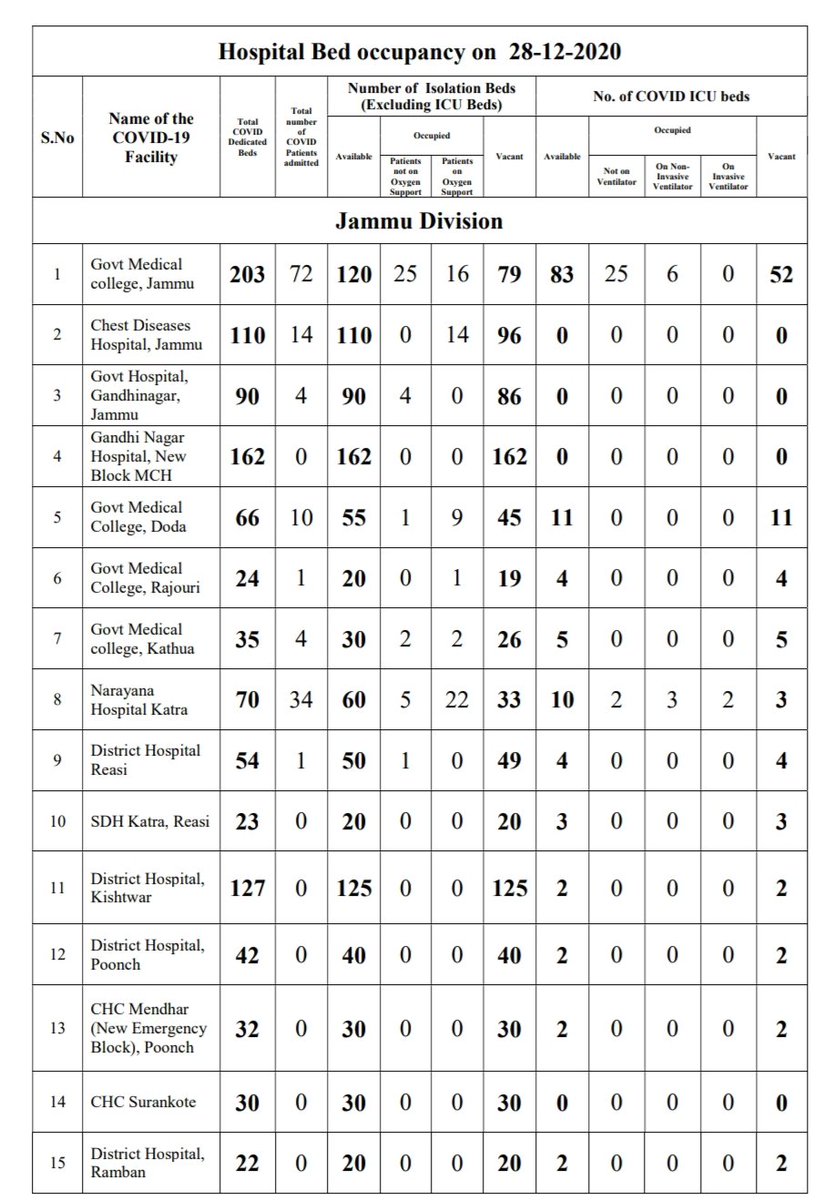 Hospital Bed occupancy on 28-12-2020
S.No
Name of the
COVID-19
Facility
Total
COVID
Dedicated
Beds
Total
number
of
COVID
Patients
admitted
Number of Isolation Beds
(Excluding ICU Beds)
No. of COVID ICU beds
Available
Occupied
Patients
not on
Oxygen
Support
Patients
on
Oxygen
Support
Vacant
Available
Occupied
Not on
Ventilator
On Non-
Invasive
Ventilator
On
Invasive
Ventilator
Vacant
Jammu Division
1 Govt Medical
college, Jammu 203 72 120 25 16 79 83 25 6 0 52
2 Chest Diseases
Hospital, Jammu 110 14 110 0 14 96 0 0 0 0 0
3 Govt Hospital,
Gandhinagar,
Jammu 90 4 90 4 0 86 0 0 0 0 0
4 Gandhi Nagar
Hospital, New
Block MCH 162 0 162 0 0 162 0 0 0 0 0
5 Govt Medical
College, Doda 66 10 55 1 9 45 11 0 0 0 11
6 Govt Medical
College, Rajouri 24 1 20 0 1 19 4 0 0 0 4
7 Govt Medical
college, Kathua 35 4 30 2 2 26 5 0 0 0 5
8 Narayana
Hospital Katra 70 34 60 5 22 33 10 2 3 2 3
9 District Hospital
Reasi 54 1 50 1 0 49 4 0 0 0 4
10 SDH Katra, Reasi 23 0 20 0 0 20 3 0 0 0 3
11 District Hospital,
Kishtwar 127 0 125 0 0 125 2 0 0 0 2
12 District Hospital,
Poonch 42 0 40 0 0 40 2 0 0 0 2
13 CHC Mendhar
(New Emergency
Block), Poonch 32 0 30 0 0 30 2 0 0 0 2
14 CHC Surankote 30 0 30 0 0 30 0 0 0 0 0
15 District Hospital,
Ramban 22 0 20 0 0 20 2 0 0 0 2